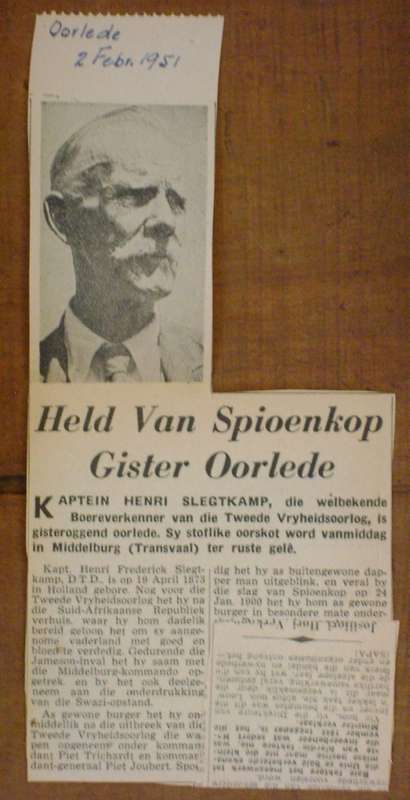 Oorlede
2 Febr. 1951
Held Van Spioenkop
Gister Oorlede
KAPTEIN HENRI SLEGTKAMP, die welbekende
Boereverkenner van die Tweede Vryheidsoorlog, is
gisteroggend oorlede. Sy stoflike oorskot word vanmiddag
in Middelburg (Transvaal) ter ruste gelê.
Kapt. Henri Frederick Slegt-
kamp, D.T.D., is op 19 April 1873
in Holland gebore. Nog voor die
Tweede Vryheidsoorlog het hy na
die Suid-Afrikaanse Republiek
verhuis, waar hy hom dadelik
bereid getoon het om sy aange-
nome vaderland met goed en
bloed te verdedig. Gedurende die
Jameson-inval het hy saam met
die Middelburg-kommando op-
getrek en hy het ook deelge-
neem aan die onderdrukking
van die Swazi-opstand.
As gewone burger het hy on-
middellik na die uitbreek van die
Tweede Vryheidsoorlog die wa-
pen opgeneem onder komman-
dant Piet Trichardt en komman-
dant-generaal Piet Joubert. Spoe-
dig het hy as buitengewone dap-
per man uitgeblink, en veral by
die slag van Spioenkop op 24
Jan. 1900 het hy hom as gewone
burger in besondere mate onder-